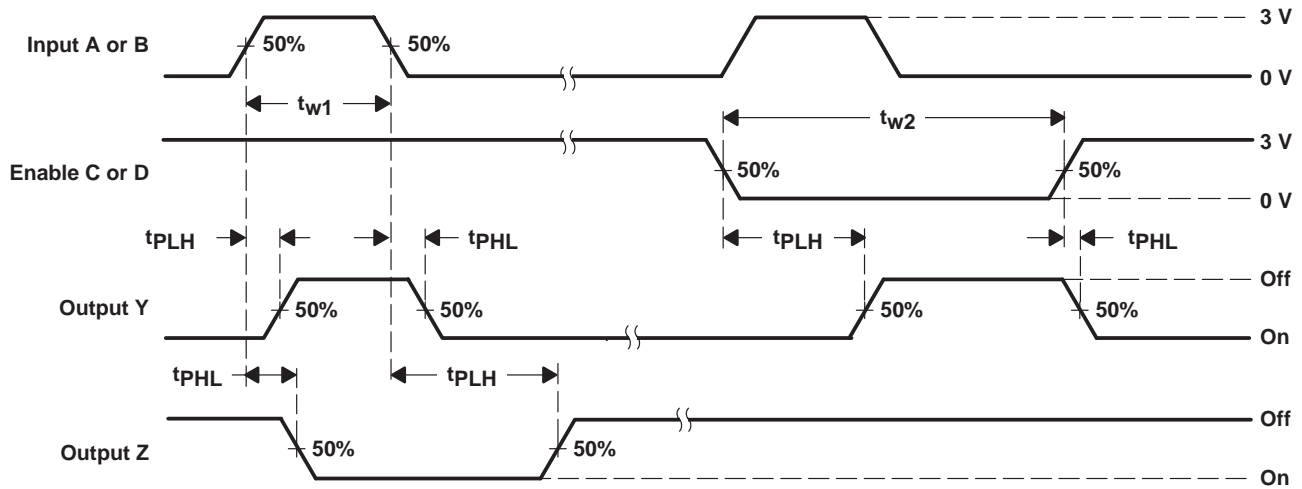 3 V
Input A or B
50%
50%
0 V
tw1
tw2
3 V
Enable C or D
50%
50%
0 V
tPLH
tPHL
tPLH
tPHL
Off
Output Y
50%
50%
50%
50%
On
tPHL
tPLH
Off
Output Z
50%
50%
On